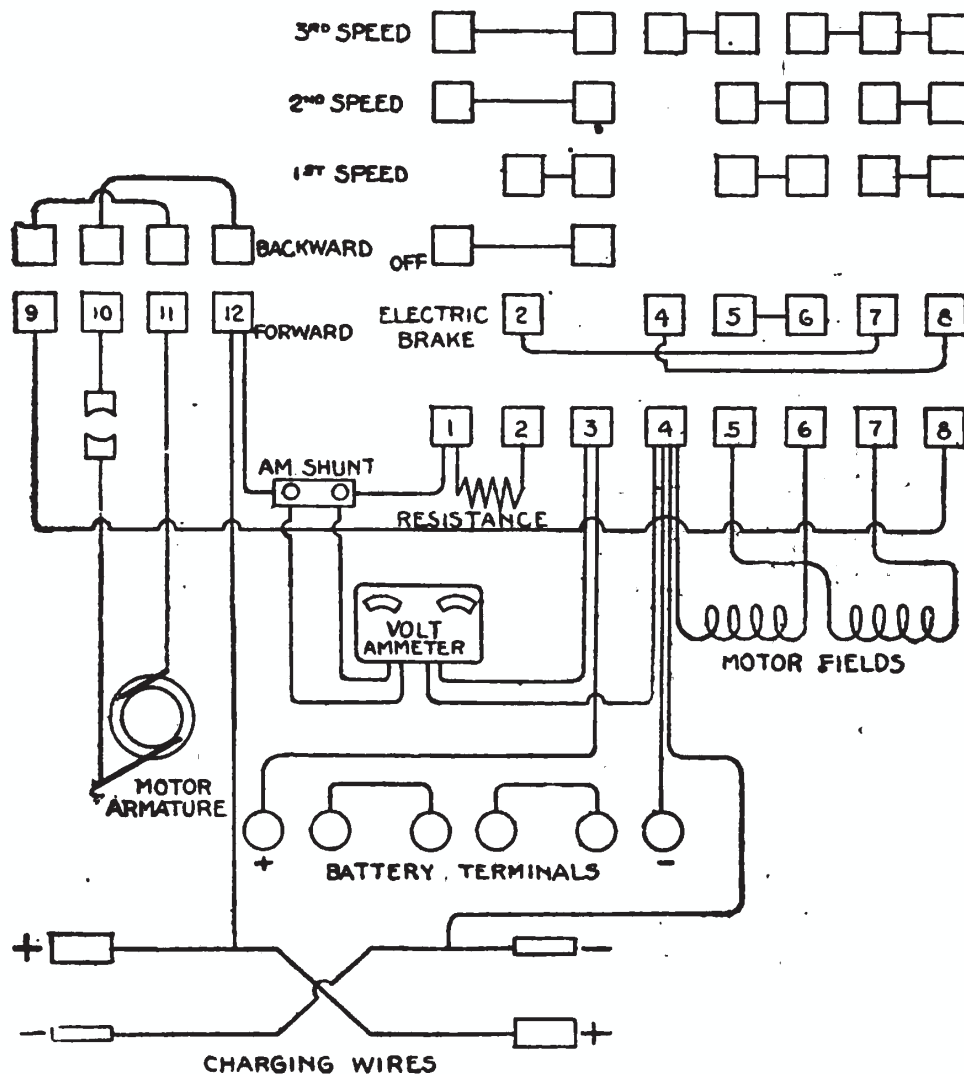 3RD SPEED
2ND SPEED
1ST SPEED
BACKWARD
OFF
9 10 11 12
FORWARD
ELECTRIC
BRAKE
2 4 5 6 7 8
1 2 3 4 5 6 7 8
AM. SHUNT
RESISTANCE
VOLT
AMMETER
MOTOR FIELDS
MOTOR
ARMATURE
+ -
BATTERY TERMINALS
+ -
- +
CHARGING WIRES